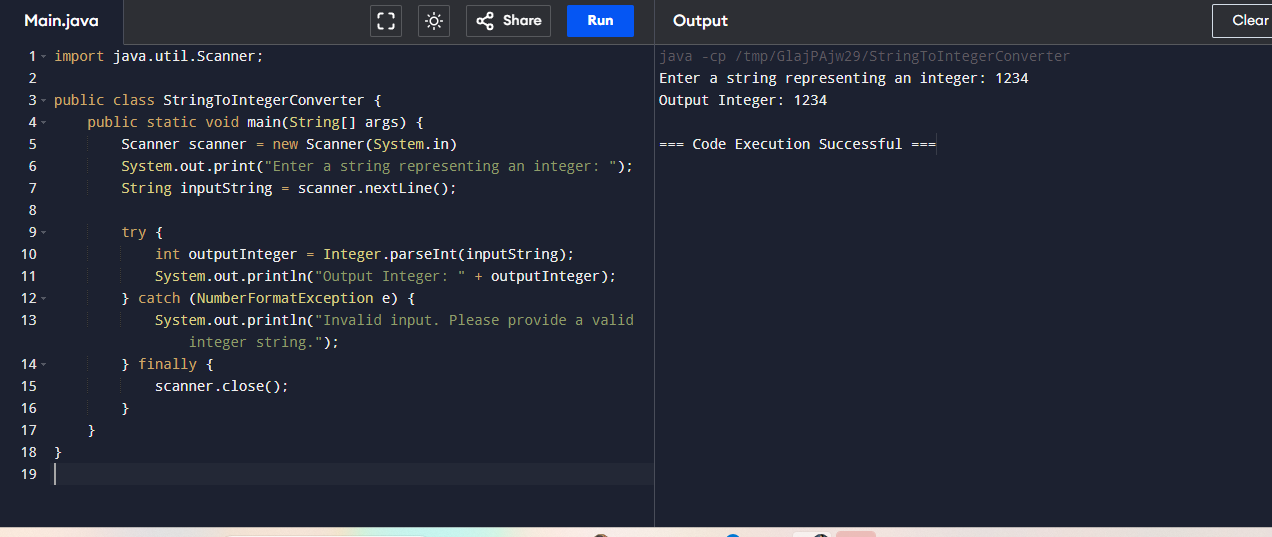 Main.java
Share
Run
Output
Clear
1 import java.util.Scanner;
2
3 public class StringToIntegerConverter {
4 public static void main(String[] args) {
5 Scanner scanner = new Scanner(System.in)
6 System.out.print("Enter a string representing an integer: ");
7 String inputString = scanner.nextLine();
8
9 try {
10 int outputInteger = Integer.parseInt(inputString);
11 System.out.println("Output Integer: " + outputInteger);
12 } catch (NumberFormatException e) {
13 System.out.println("Invalid input. Please provide a valid
integer string.");
14 } finally {
15 scanner.close();
16 }
17 }
18 }
19
java -cp /tmp/GlajPAjw29/StringToIntegerConverter
Enter a string representing an integer: 1234
Output Integer: 1234
=== Code Execution Successful ===